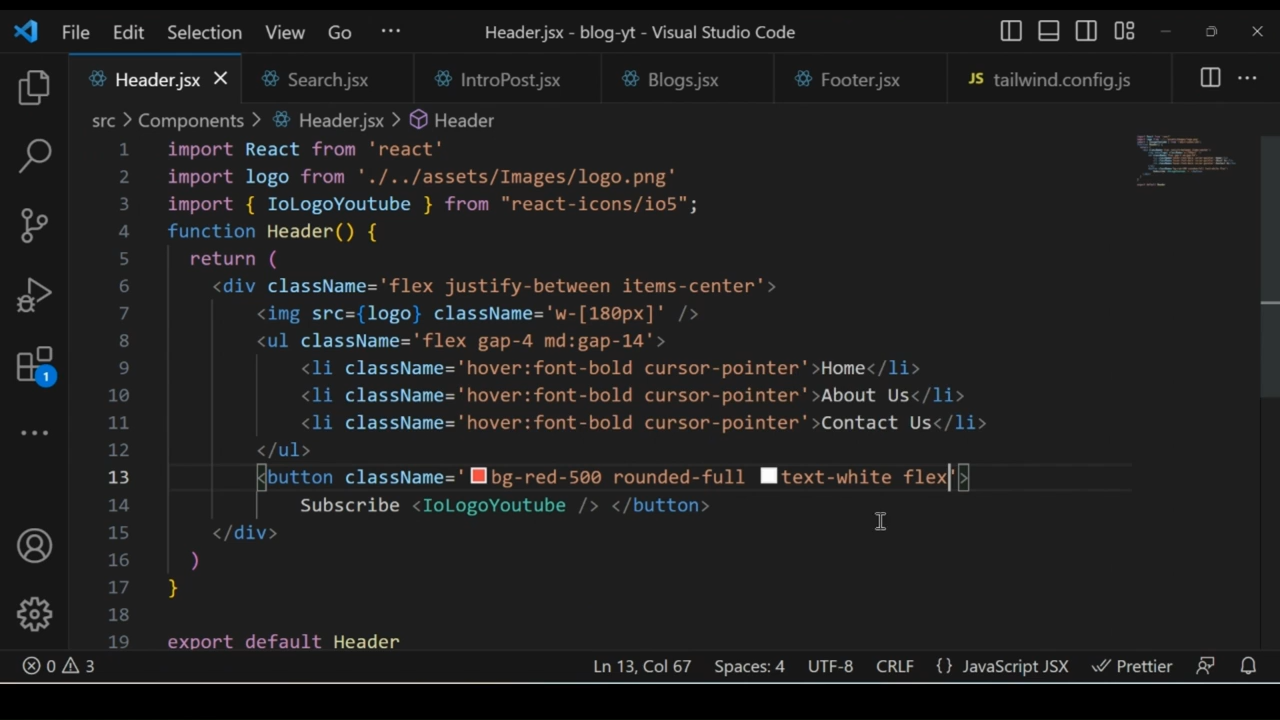 File Edit Selection View Go ··· Header.jsx - blog-yt - Visual Studio Code
Header.jsx Search.jsx IntroPost.jsx Blogs.jsx Footer.jsx JS tailwind.config.js
src > Components > Header.jsx > Header
1 import React from 'react'
2 import logo from './../assets/Images/logo.png'
3 import { IoLogoYoutube } from "react-icons/io5";
4 function Header() {
5 return (
6 <div className='flex justify-between items-center'>
7 <img src={logo} className='w-[180px]' />
8 <ul className='flex gap-4 md:gap-14'>
9 <li className='hover:font-bold cursor-pointer'>Home</li>
10 <li className='hover:font-bold cursor-pointer'>About Us</li>
11 <li className='hover:font-bold cursor-pointer'>Contact Us</li>
12 </ul>
13 <button className='bg-red-500 rounded-full text-white flex'>
14 Subscribe <IoLogoYoutube /> </button>
15 </div>
16 )
17 }
18
19 export default Header
1
0 3 Ln 13, Col 67 Spaces: 4 UTF-8 CRLF {} JavaScript JSX Prettier